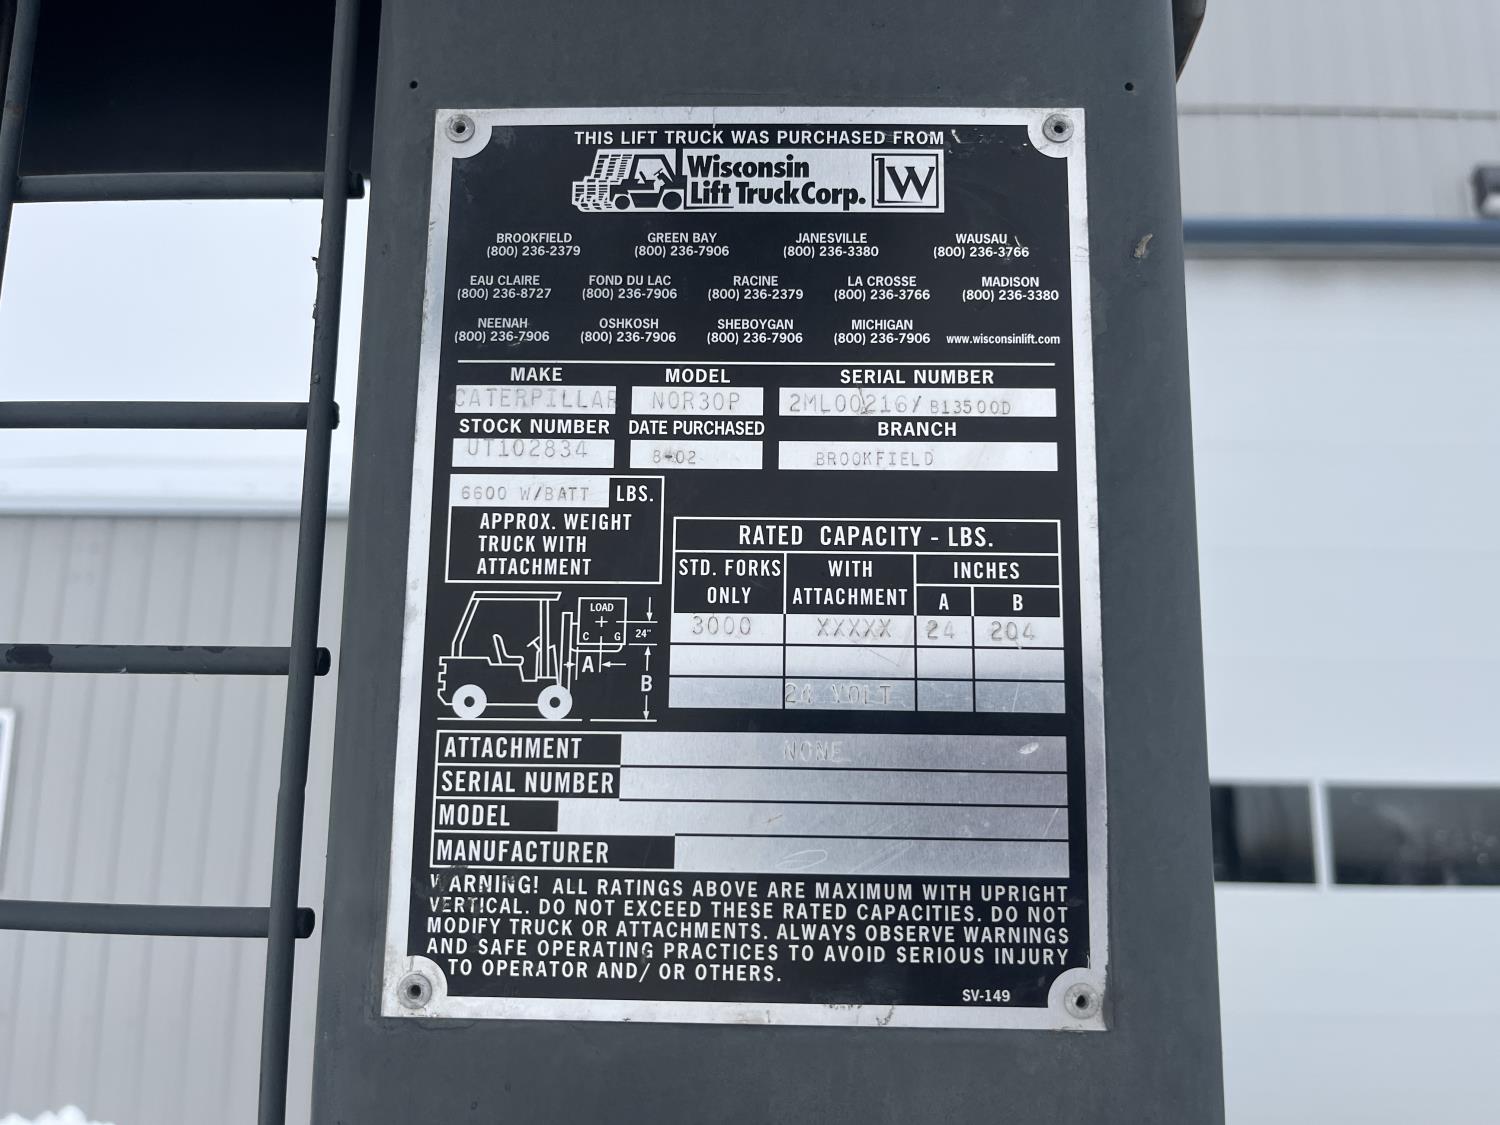 THIS LIFT TRUCK WAS PURCHASED FROM
Wisconsin
Lift Truck Corp. LW
BROOKFIELD GREEN BAY JANESVILLE WAUSAU
(800) 236-2379 (800) 236-7906 (800) 236-3380 (800) 236-3766
EAU CLAIRE FOND DU LAC RACINE LA CROSSE MADISON
(800) 236-8727 (800) 236-7906 (800) 236-2379 (800) 236-3766 (800) 236-3380
NEENAH OSHKOSH SHEBOYGAN MICHIGAN
(800) 236-7906 (800) 236-7906 (800) 236-7906 (800) 236-7906 www.wisconsinlift.com
MAKE MODEL SERIAL NUMBER
CATERPILLAR NOR30P 2ML00216/ B13500D
STOCK NUMBER DATE PURCHASED BRANCH
UT102834 8-02 BROOKFIELD
6600 W/BATT LBS.
APPROX. WEIGHT
TRUCK WITH
ATTACHMENT
RATED CAPACITY - LBS.
STD. FORKS WITH INCHES
ONLY ATTACHMENT A B
3000 XXXXX 24 204
24 VOLT
LOAD
C G 24"
A
B
ATTACHMENT NONE
SERIAL NUMBER
MODEL
MANUFACTURER
WARNING! ALL RATINGS ABOVE ARE MAXIMUM WITH UPRIGHT
VERTICAL. DO NOT EXCEED THESE RATED CAPACITIES. DO NOT
MODIFY TRUCK OR ATTACHMENTS. ALWAYS OBSERVE WARNINGS
AND SAFE OPERATING PRACTICES TO AVOID SERIOUS INJURY
TO OPERATOR AND/ OR OTHERS.
SV-149